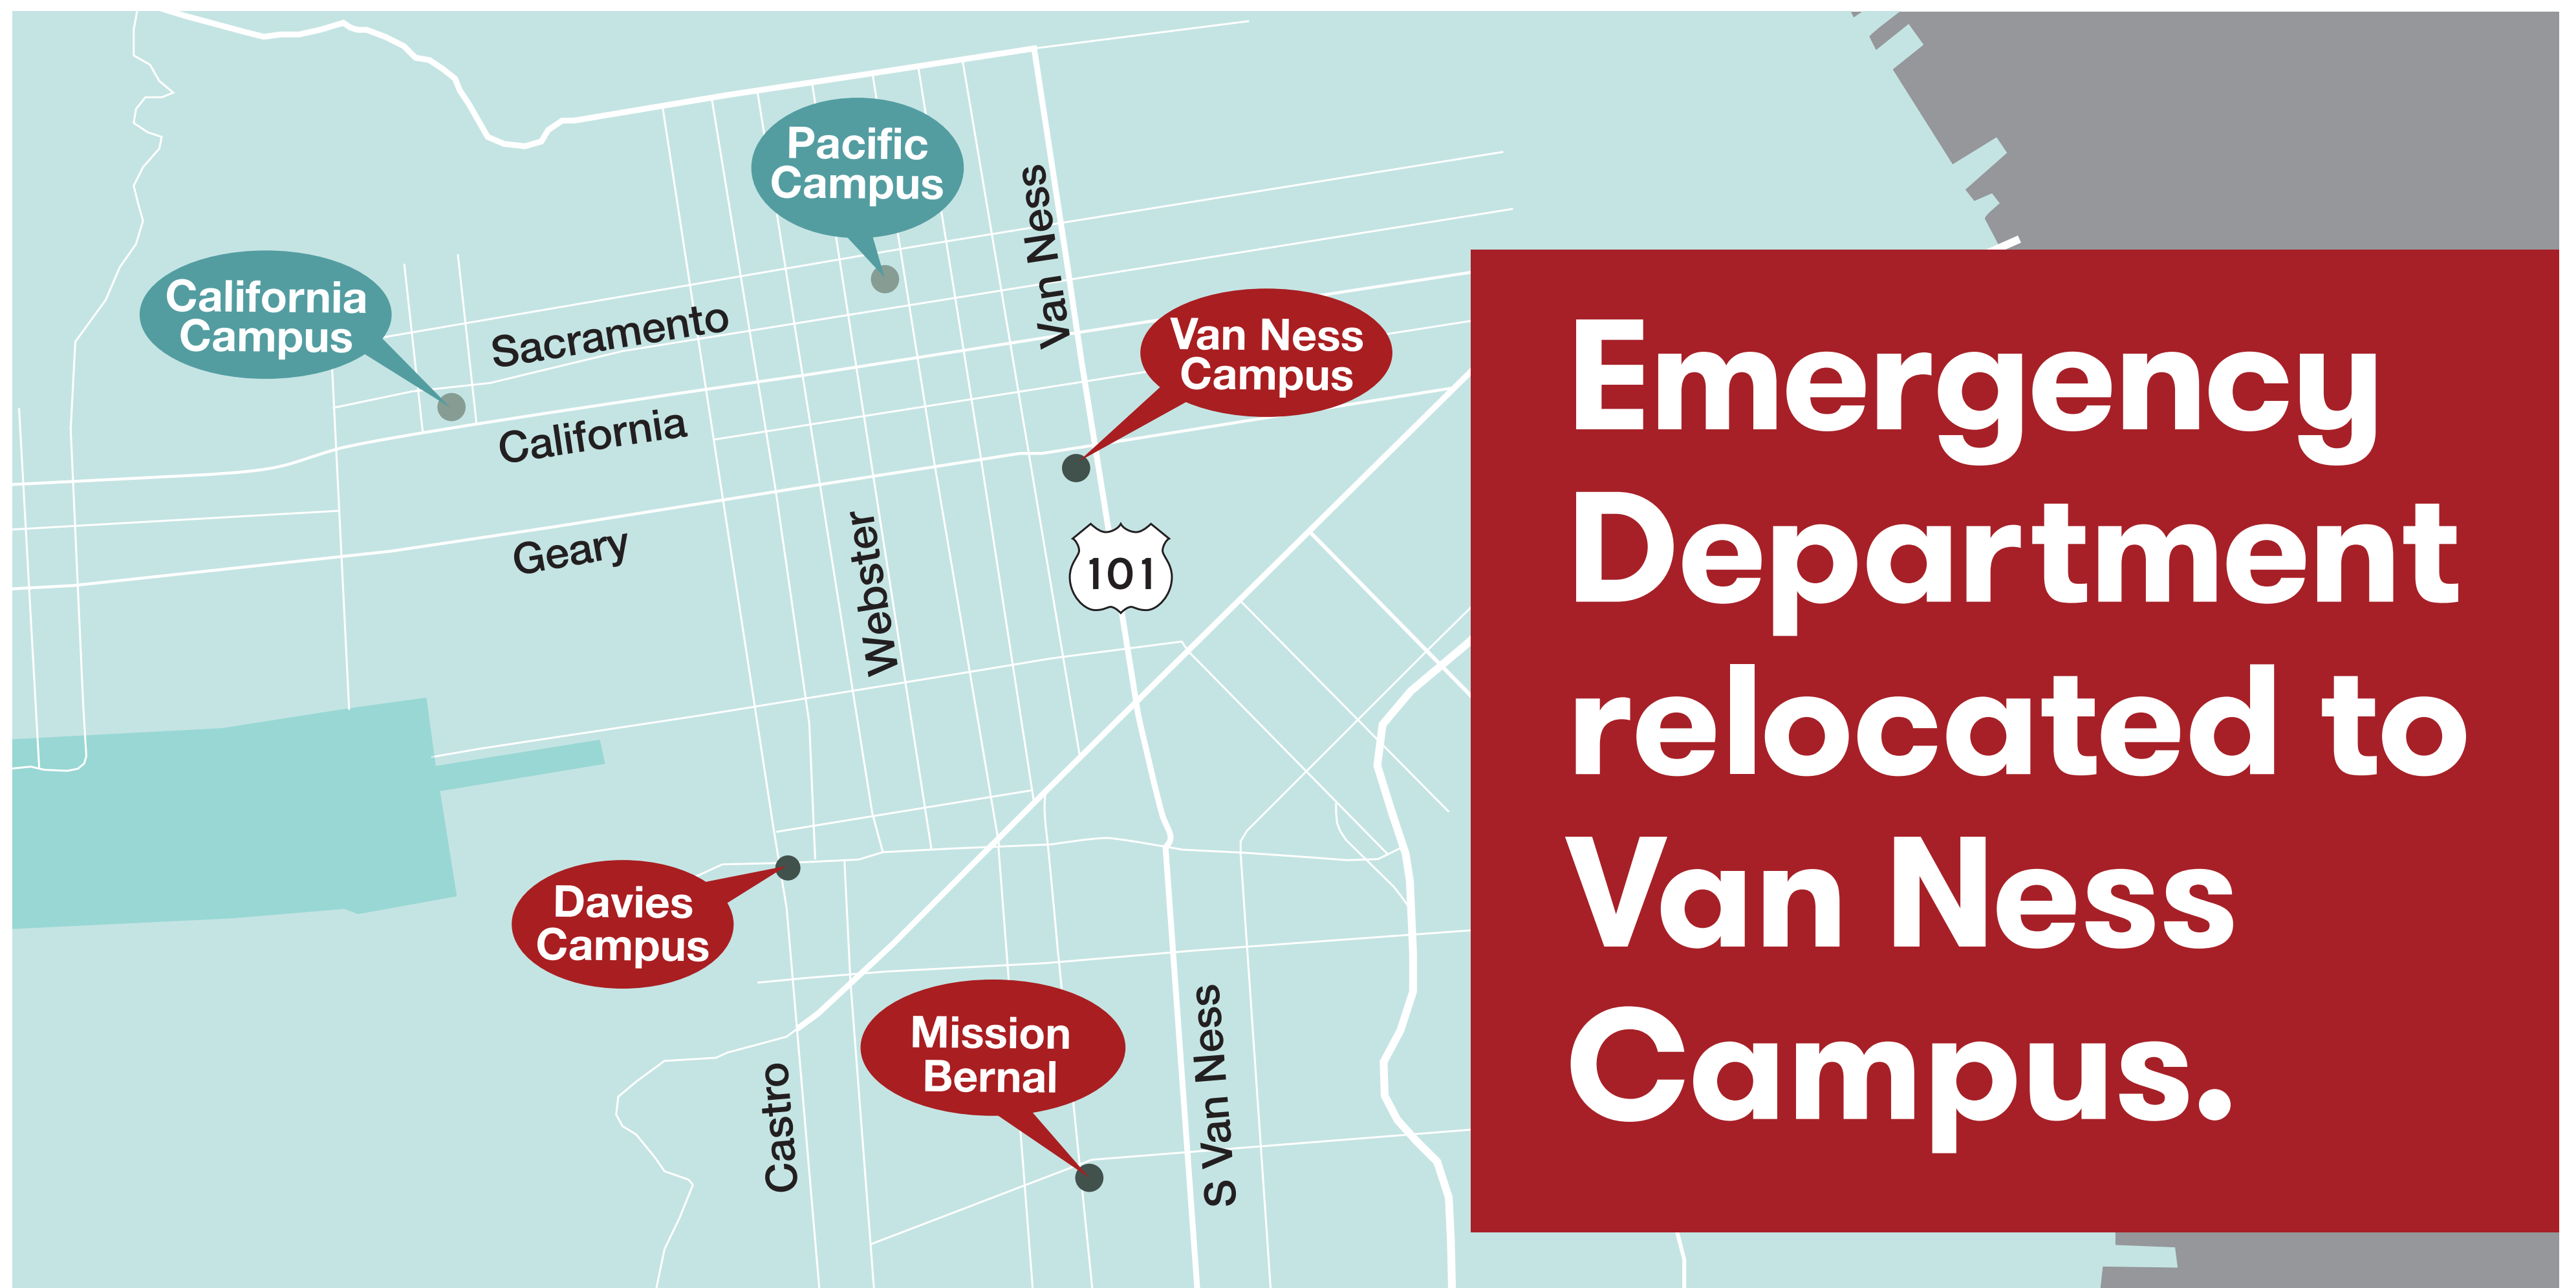 Pacific
Campus
Van Ness
California
Campus
Sacramento
Van Ness
Campus
California
Geary
Webster
101
Davies
Campus
Mission
Bernal
Castro
S Van Ness
Emergency
Department
relocated to
Van Ness
Campus.